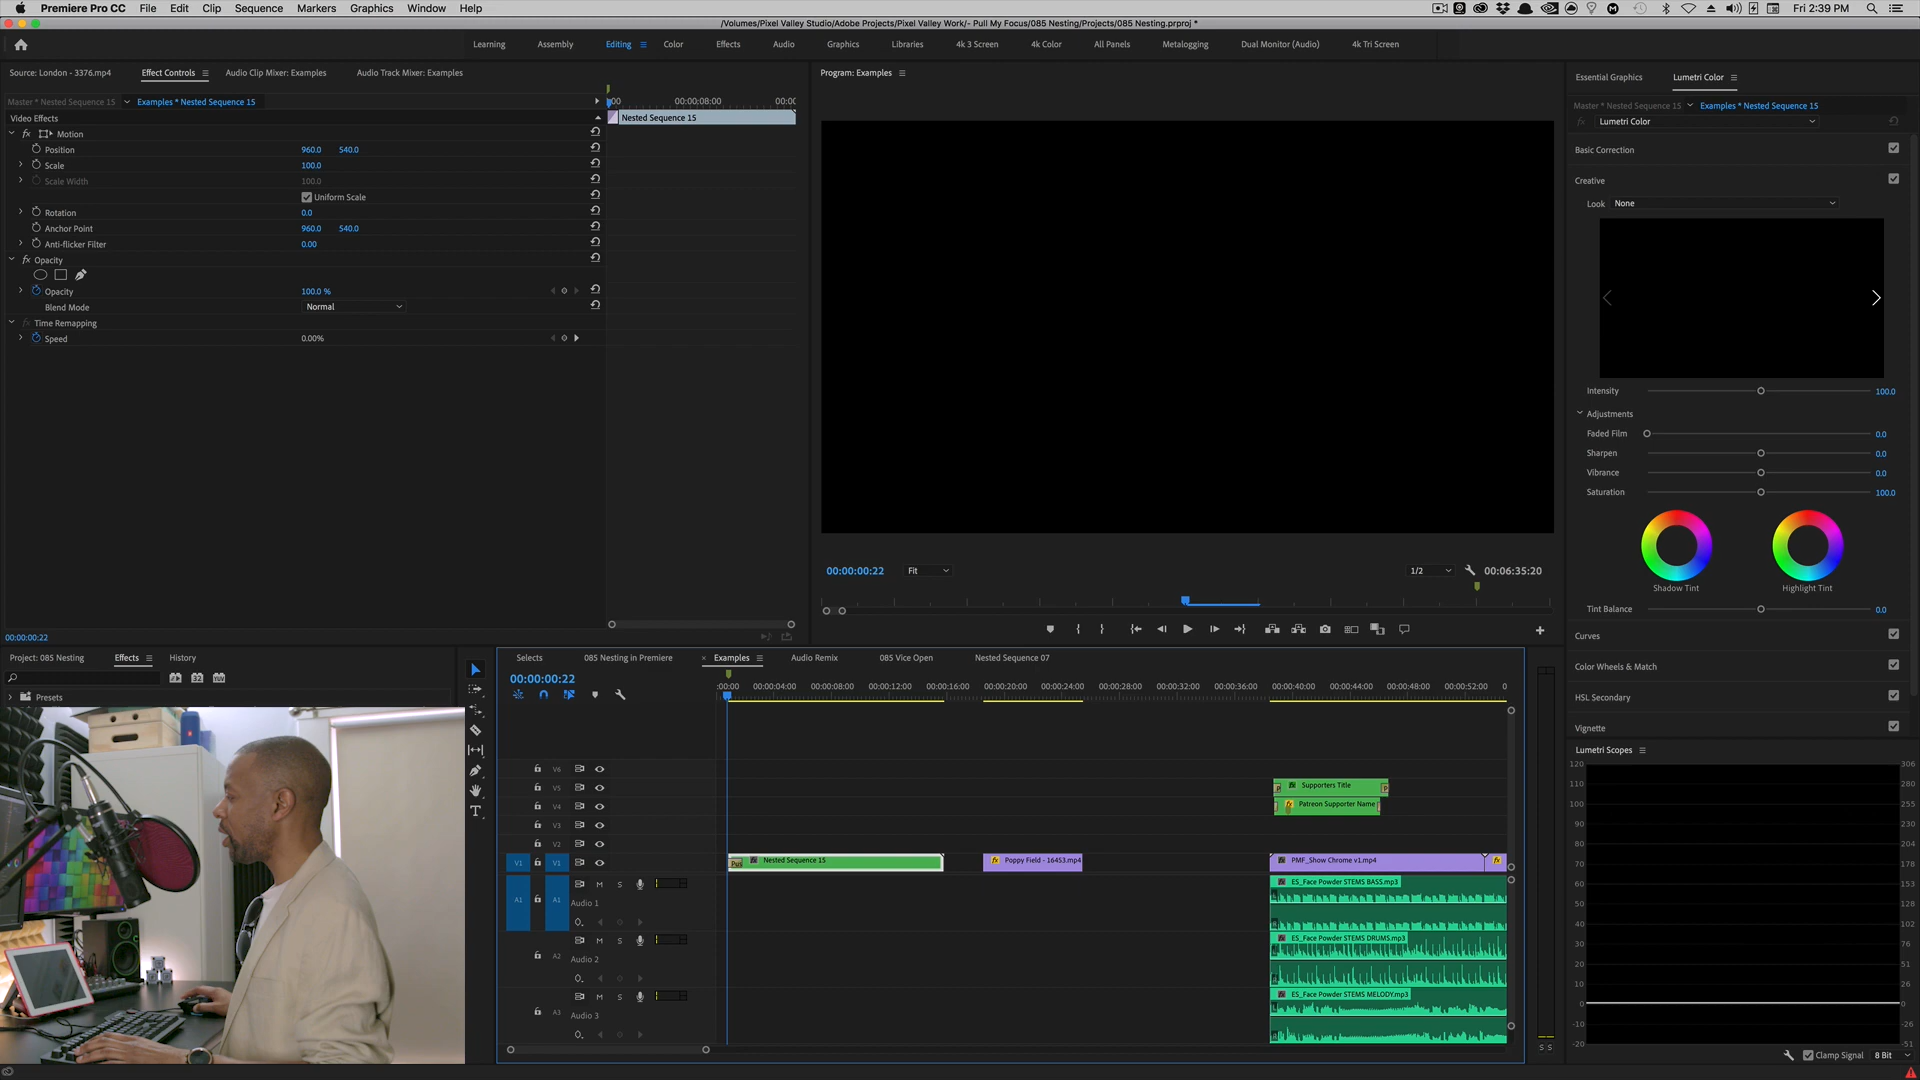 Premiere Pro CC File Edit Clip Sequence Markers Graphics Window Help
Fri 2:39 PM
/Volumes/Pixel Valley Studio/Adobe Projects/Pixel Valley Work/- Pull My Focus/085 Nesting/Projects/085 Nesting.prproj *
Learning Assembly Editing Color Effects Audio Graphics Libraries 4k 3 Screen 4k Color All Panels Metalogging Dual Monitor (Audio) 4k Tri Screen
Source: London - 3376.mp4 Effect Controls Audio Clip Mixer: Examples Audio Track Mixer: Examples
Master * Nested Sequence 15 Examples * Nested Sequence 15
:00 00:00:08:00 00:00
Video Effects
Nested Sequence 15
fx Motion
Position 960.0 540.0
Scale 100.0
Scale Width 100.0
Uniform Scale
Rotation 0.0
Anchor Point 960.0 540.0
Anti-flicker Filter 0.00
fx Opacity
Opacity 100.0 %
Blend Mode Normal
Time Remapping
Speed 0.00%
00:00:00:22
Program: Examples
00:00:00:22 Fit 1/2 00:06:35:20
Essential Graphics Lumetri Color
Master * Nested Sequence 15 Examples * Nested Sequence 15
fx Lumetri Color
Basic Correction
Creative
Look None
Intensity 100.0
Adjustments
Faded Film 0.0
Sharpen 0.0
Vibrance 0.0
Saturation 100.0
Shadow Tint Highlight Tint
Tint Balance 0.0
Curves
Color Wheels & Match
HSL Secondary
Vignette
Lumetri Scopes
120 306
110 280
100 255
90 230
80 204
70 178
60 153
50 128
40 102
30 76
20 51
10 26
0 0
-10 -26
-20 -51
Clamp Signal 8 Bit
Project: 085 Nesting Effects History
Presets
Selects 085 Nesting in Premiere × Examples Audio Remix 085 Vice Open Nested Sequence 07
00:00:00:22
:00:00 00:00:04:00 00:00:08:00 00:00:12:00 00:00:16:00 00:00:20:00 00:00:24:00 00:00:28:00 00:00:32:00 00:00:36:00 00:00:40:00 00:00:44:00 00:00:48:00 00:00:52:00 0
V6
V5 Supporters Title
V4 Patreon Supporter Name
V3
V2
V1 V1 Pus Nested Sequence 15 Poppy Field - 16453.mp4 PMF_Show Chrome v1.mp4
M S ES_Face Powder STEMS BASS.mp3
A1 A1 Audio 1
M S ES_Face Powder STEMS DRUMS.mp3
A2 Audio 2
M S ES_Face Powder STEMS MELODY.mp3
A3 Audio 3
S S